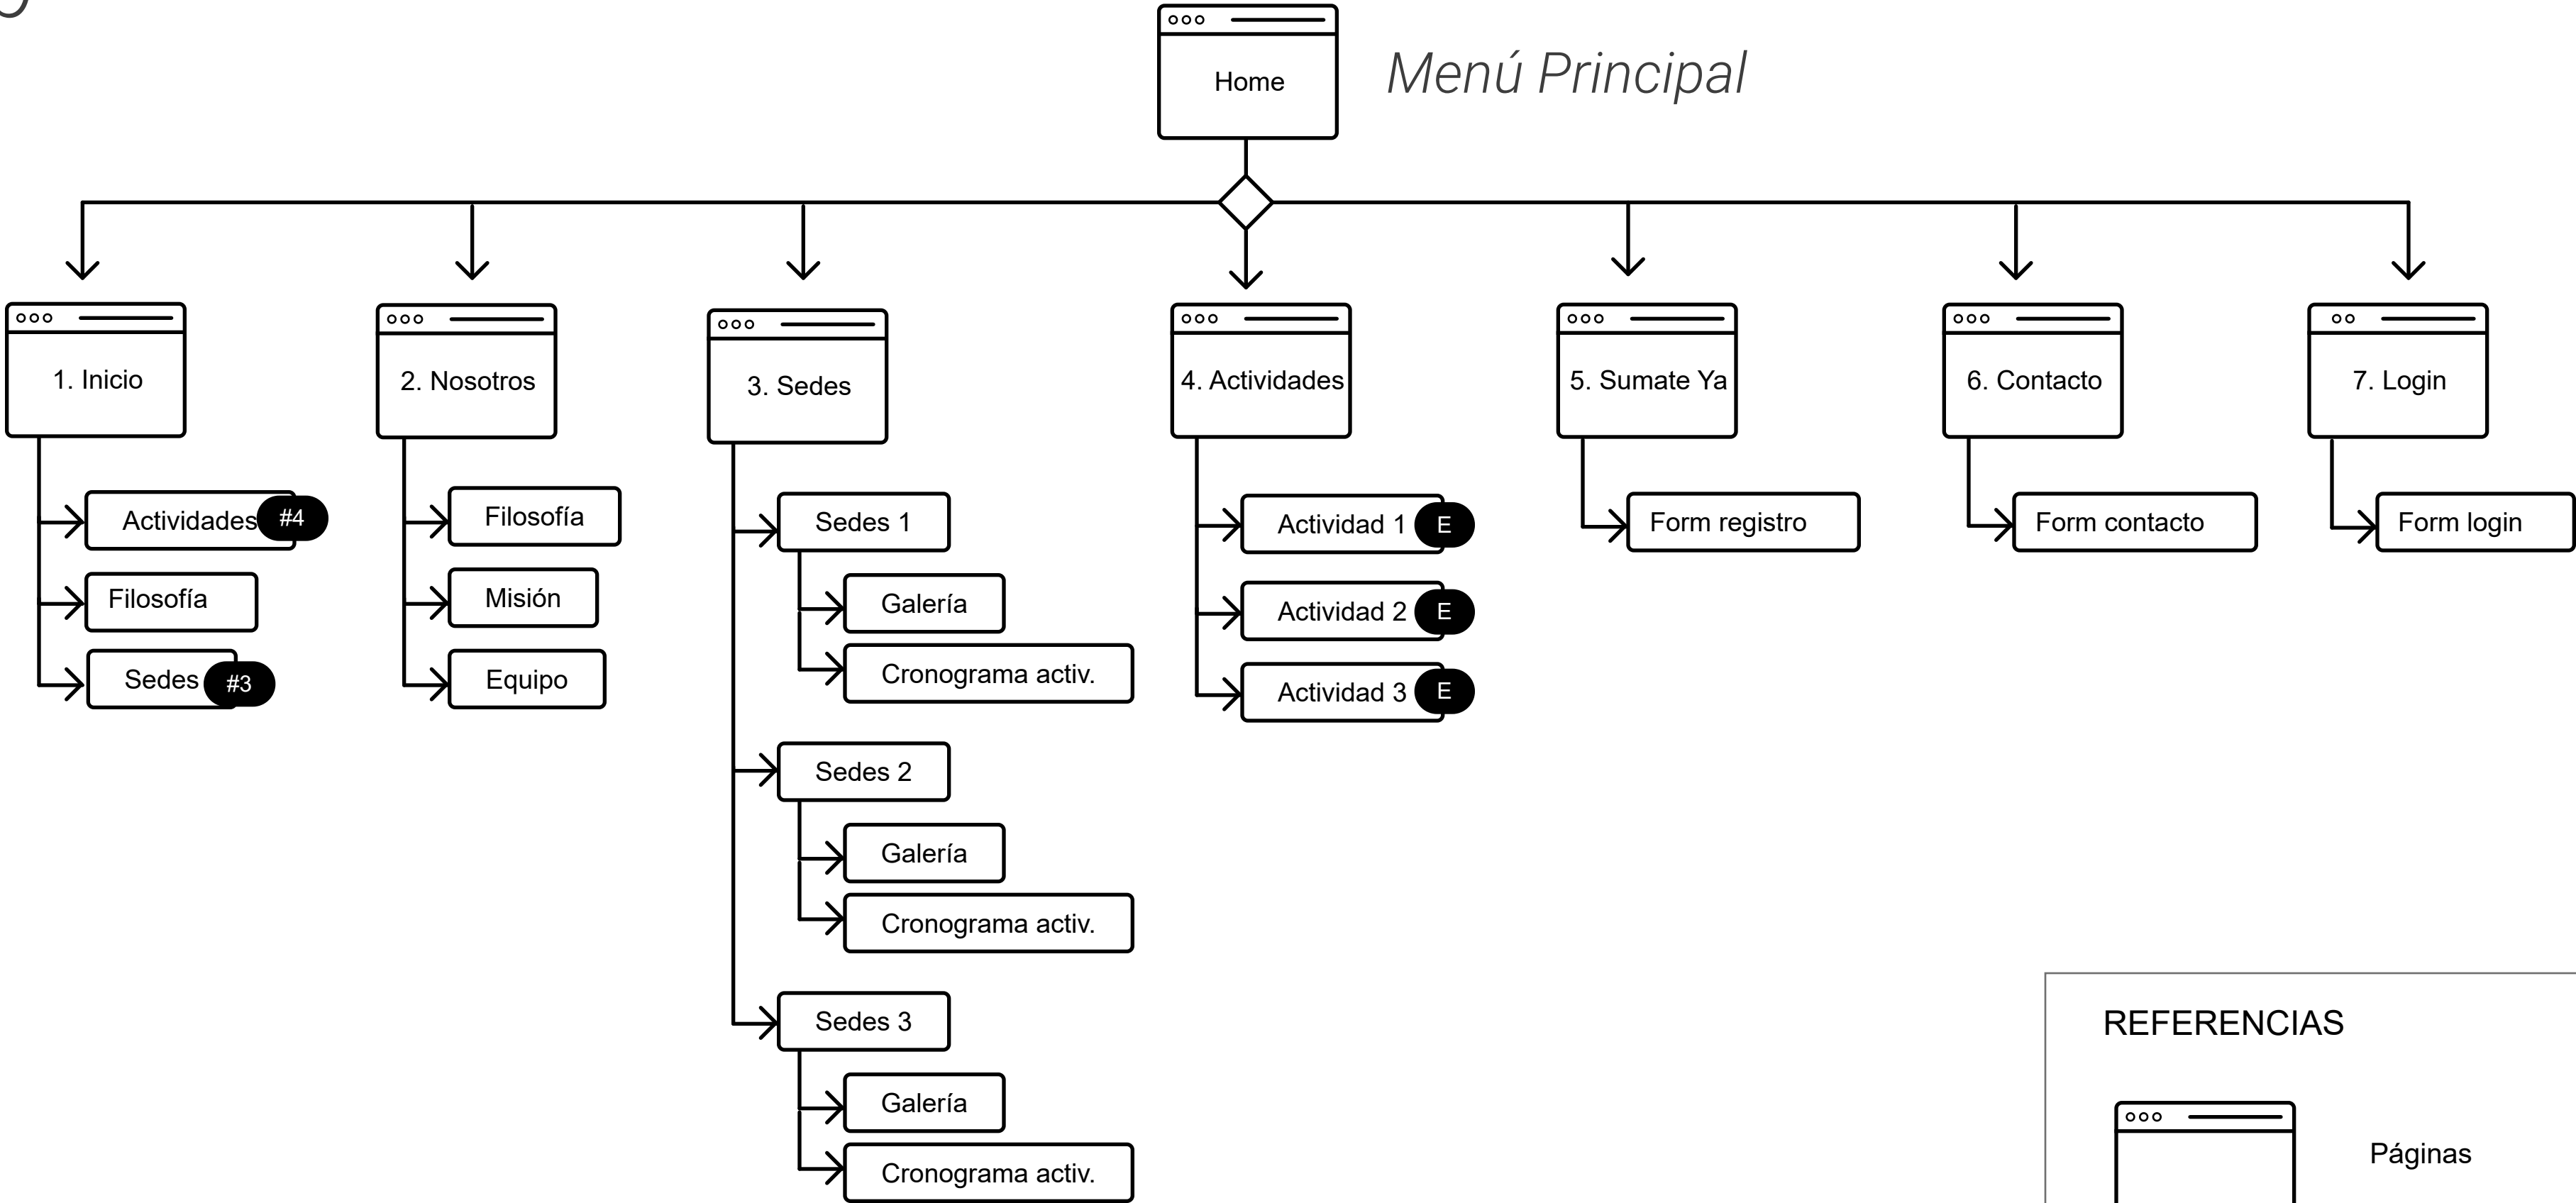 Home
Menú Principal
1. Inicio
2. Nosotros
3. Sedes
4. Actividades
5. Sumate Ya
6. Contacto
7. Login
Actividades #4
Filosofía
Sedes #3
Filosofía
Misión
Equipo
Sedes 1
Galería
Cronograma activ.
Sedes 2
Galería
Cronograma activ.
Sedes 3
Galería
Cronograma activ.
Actividad 1 E
Actividad 2 E
Actividad 3 E
Form registro
Form contacto
Form login
REFERENCIAS
Páginas